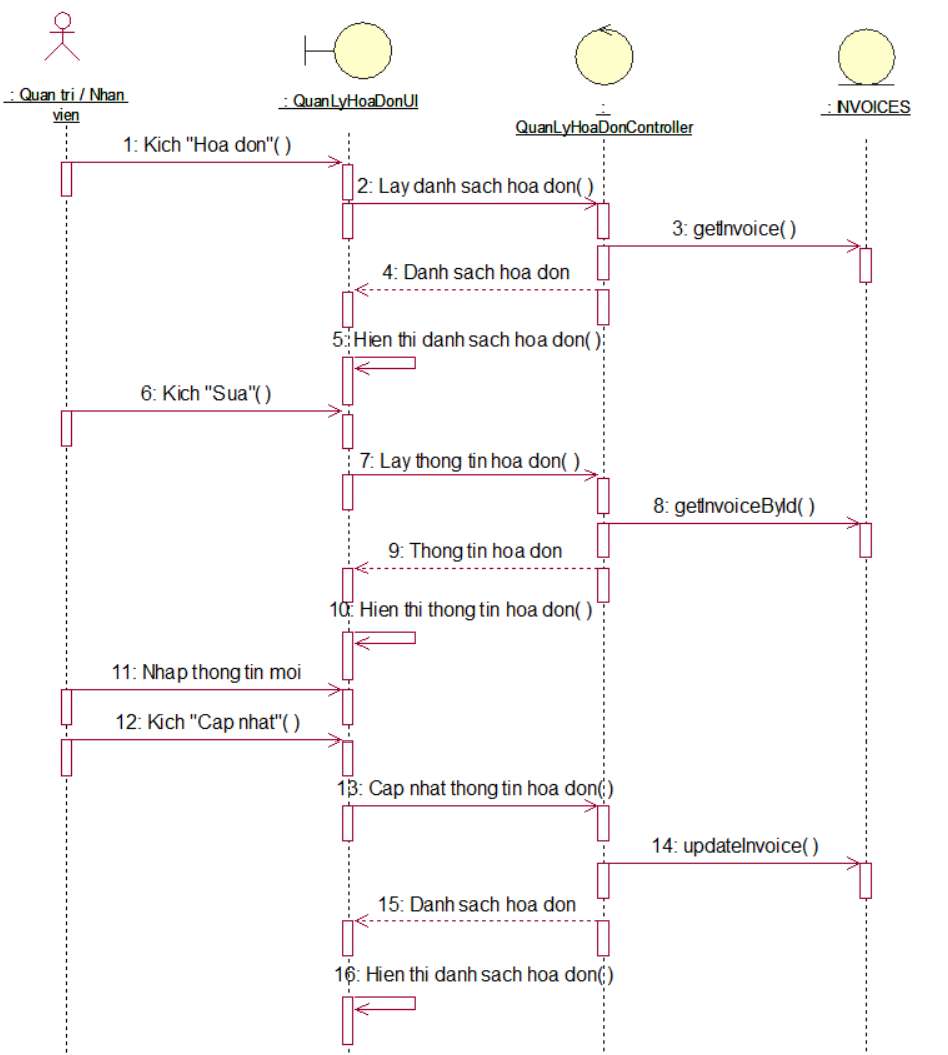 : Quan tri / Nhan
vien
: QuanLyHoaDonUI
:
QuanLyHoaDonController
: INVOICES
1: Kich "Hoa don"( )
2: Lay danh sach hoa don( )
3: getInvoice( )
4: Danh sach hoa don
5: Hien thi danh sach hoa don( )
6: Kich "Sua"( )
7: Lay thong tin hoa don( )
8: getInvoiceById( )
9: Thong tin hoa don
10: Hien thi thong tin hoa don( )
11: Nhap thong tin moi
12: Kich "Cap nhat"( )
13: Cap nhat thong tin hoa don( )
14: updateInvoice( )
15: Danh sach hoa don
16: Hien thi danh sach hoa don( )